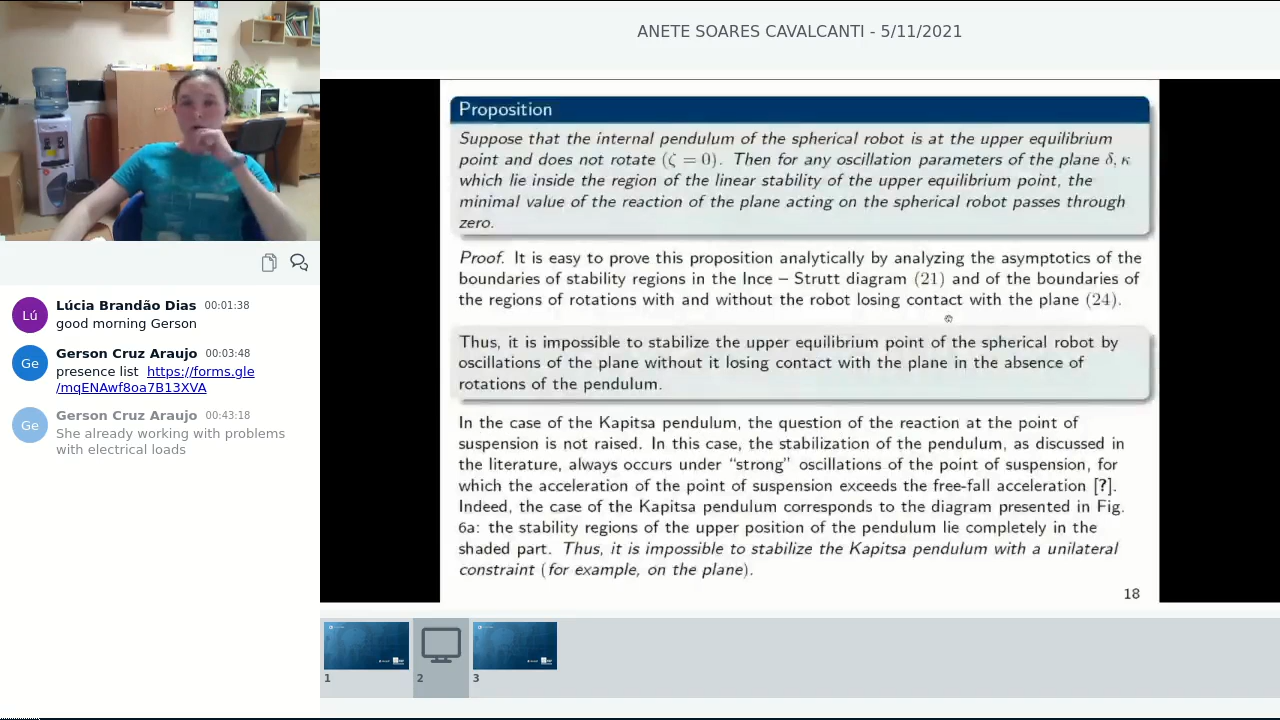 ANETE SOARES CAVALCANTI - 5/11/2021
Lú
Lúcia Brandão Dias 00:01:38
good morning Gerson
Ge
Gerson Cruz Araujo 00:03:48
presence list https://forms.gle
/mqENAwf8oa7B13XVA
Ge
Gerson Cruz Araujo 00:43:18
She already working with problems
with electrical loads
Proposition
Suppose that the internal pendulum of the spherical robot is at the upper equilibrium
point and does not rotate (ζ = 0). Then for any oscillation parameters of the plane δ, κ
which lie inside the region of the linear stability of the upper equilibrium point, the
minimal value of the reaction of the plane acting on the spherical robot passes through
zero.
Proof. It is easy to prove this proposition analytically by analyzing the asymptotics of the
boundaries of stability regions in the Ince – Strutt diagram (21) and of the boundaries of
the regions of rotations with and without the robot losing contact with the plane (24).
Thus, it is impossible to stabilize the upper equilibrium point of the spherical robot by
oscillations of the plane without it losing contact with the plane in the absence of
rotations of the pendulum.
In the case of the Kapitsa pendulum, the question of the reaction at the point of
suspension is not raised. In this case, the stabilization of the pendulum, as discussed in
the literature, always occurs under “strong” oscillations of the point of suspension, for
which the acceleration of the point of suspension exceeds the free-fall acceleration [?].
Indeed, the case of the Kapitsa pendulum corresponds to the diagram presented in Fig.
6a: the stability regions of the upper position of the pendulum lie completely in the
shaded part. Thus, it is impossible to stabilize the Kapitsa pendulum with a unilateral
constraint (for example, on the plane).
18
1
2
3